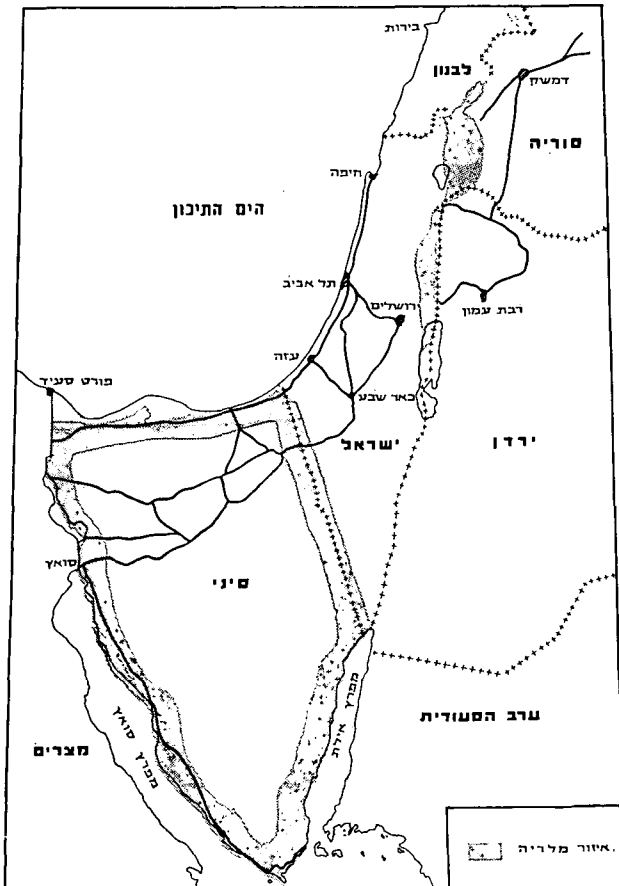 בירות
לבנון
דמשק
סוריה
חיפה
הים התיכון
תל אביב
ירושלים
רבת עמון
עזה
פורט סעיד
באר שבע
ישראל
ירדן
סואץ
סיני
מפרץ אילת
ערב הסעודית
מפרץ סואץ
מצרים
איזור מלריה.